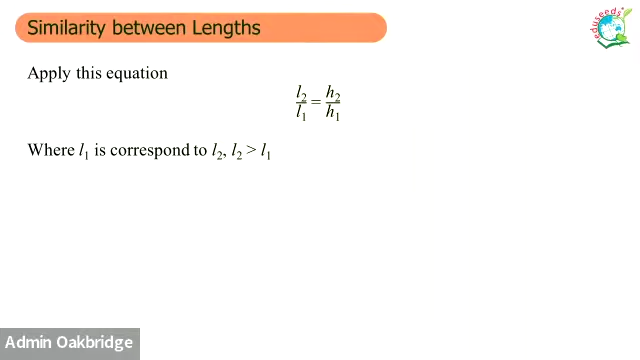 Similarity between Lengths
eduseeds
Apply this equation
l₂/l₁ = h₂/h₁
Where l₁ is correspond to l₂, l₂ > l₁
Admin Oakbridge